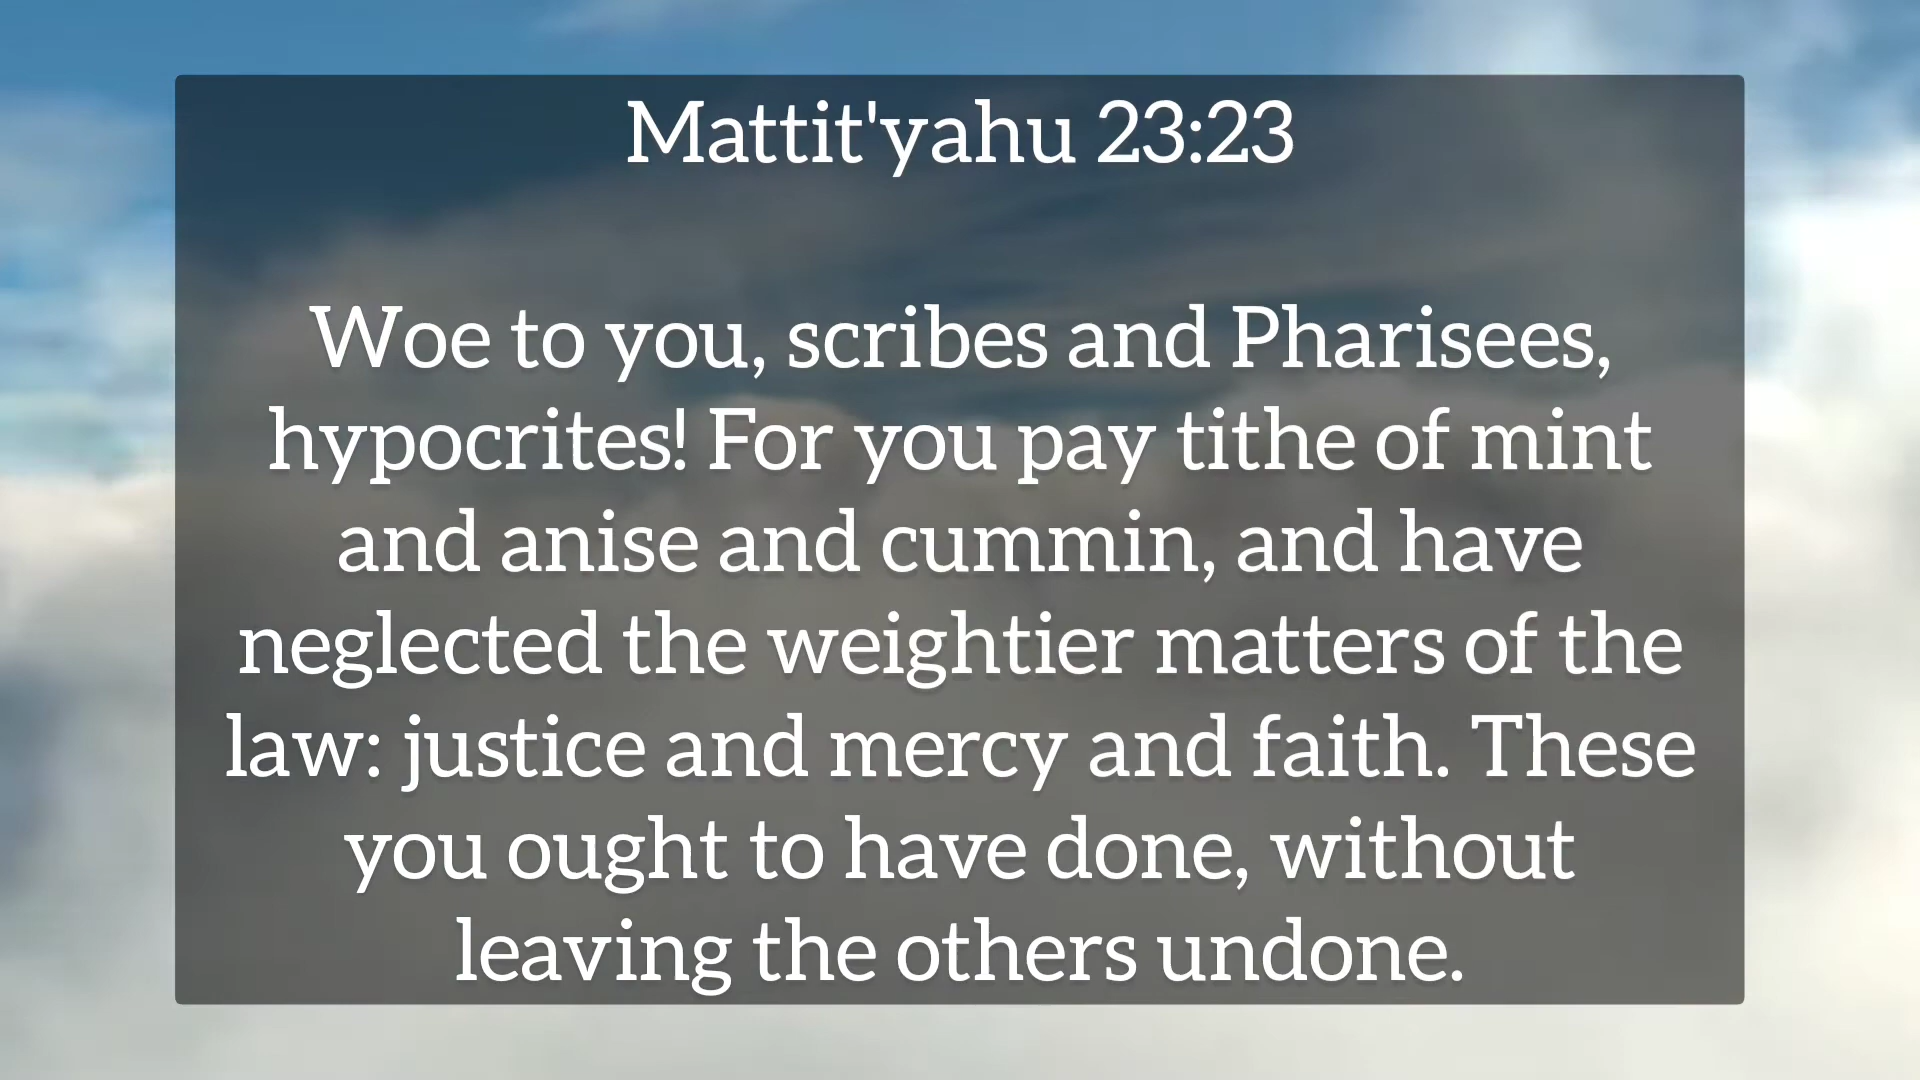 Mattit'yahu 23:23
Woe to you, scribes and Pharisees,
hypocrites! For you pay tithe of mint
and anise and cummin, and have
neglected the weightier matters of the
law: justice and mercy and faith. These
you ought to have done, without
leaving the others undone.